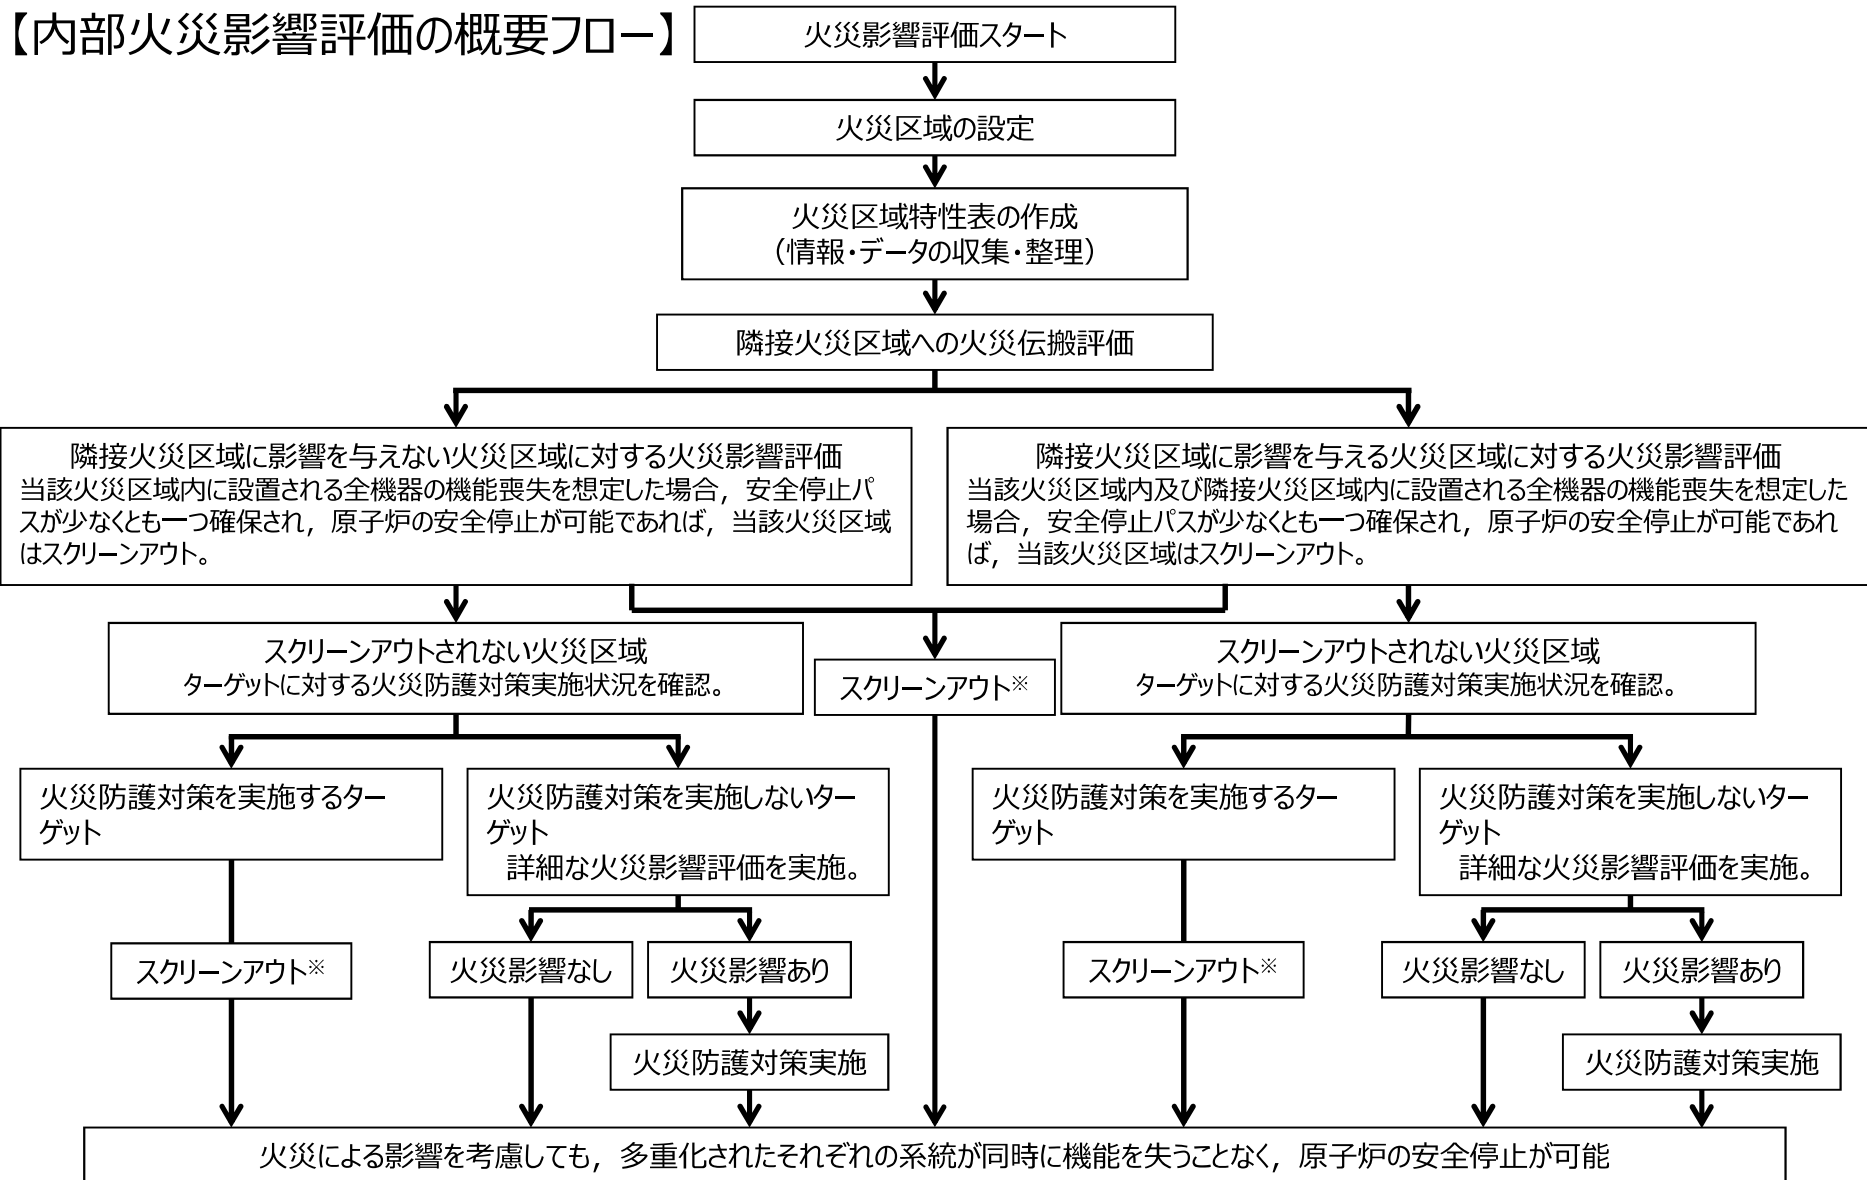 【内部火災影響評価の概要フロー】
火災影響評価スタート
火災区域の設定
火災区域特性表の作成
（情報・データの収集・整理）
隣接火災区域への火災伝搬評価
隣接火災区域に影響を与えない火災区域に対する火災影響評価
当該火災区域内に設置される全機器の機能喪失を想定した場合，安全停止パ
スが少なくとも一つ確保され，原子炉の安全停止が可能であれば，当該火災区域
はスクリーンアウト。
隣接火災区域に影響を与える火災区域に対する火災影響評価
当該火災区域内及び隣接火災区域内に設置される全機器の機能喪失を想定した
場合，安全停止パスが少なくとも一つ確保され，原子炉の安全停止が可能であれ
ば，当該火災区域はスクリーンアウト。
スクリーンアウトされない火災区域
ターゲットに対する火災防護対策実施状況を確認。
スクリーンアウト※
スクリーンアウトされない火災区域
ターゲットに対する火災防護対策実施状況を確認。
火災防護対策を実施するター
ゲット
火災防護対策を実施しないター
ゲット
詳細な火災影響評価を実施。
火災防護対策を実施するター
ゲット
火災防護対策を実施しないター
ゲット
詳細な火災影響評価を実施。
スクリーンアウト※
火災影響なし
火災影響あり
スクリーンアウト※
火災影響なし
火災影響あり
火災防護対策実施
火災防護対策実施
火災による影響を考慮しても，多重化されたそれぞれの系統が同時に機能を失うことなく，原子炉の安全停止が可能